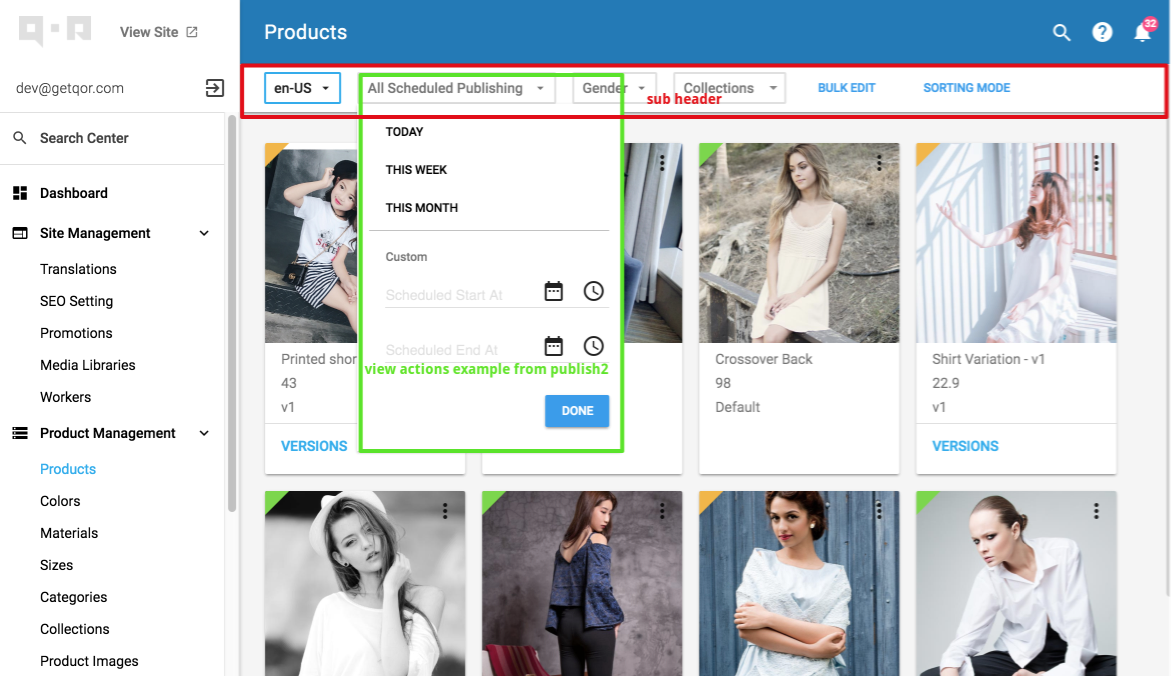 View Site
Products
32
dev@getqor.com
en-US
All Scheduled Publishing
Gender
Collections
BULK EDIT
SORTING MODE
sub header
Search Center
Dashboard
Site Management
Translations
SEO Setting
Promotions
Media Libraries
Workers
Product Management
Products
Colors
Materials
Sizes
Categories
Collections
Product Images
TODAY
THIS WEEK
THIS MONTH
Custom
Scheduled Start At
Scheduled End At
view actions example from publish2
DONE
Printed shor
43
v1
VERSIONS
Crossover Back
98
Default
Shirt Variation - v1
22.9
v1
VERSIONS